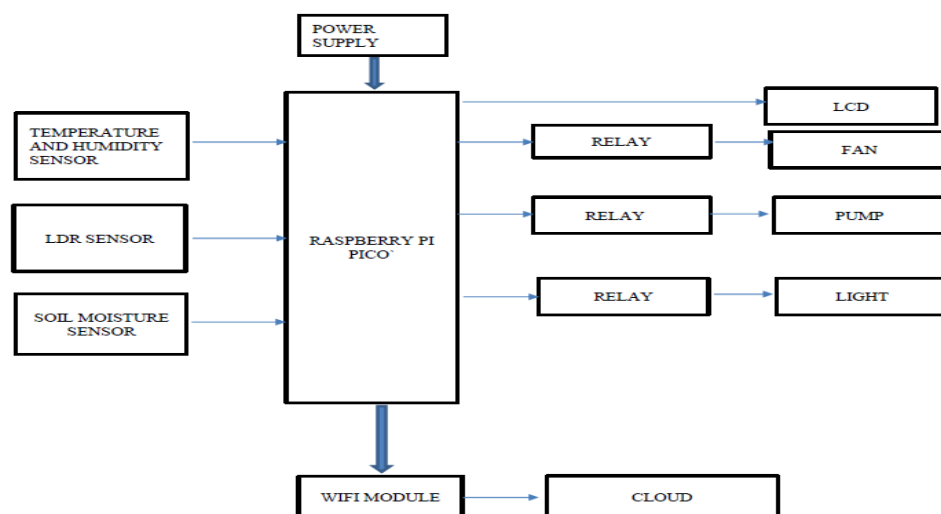 POWER
SUPPLY
LCD
TEMPERATURE
AND HUMIDITY
SENSOR
RELAY
FAN
LDR SENSOR
RASPBERRY PI
PICO`
RELAY
PUMP
SOIL MOISTURE
SENSOR
RELAY
LIGHT
WIFI MODULE
CLOUD